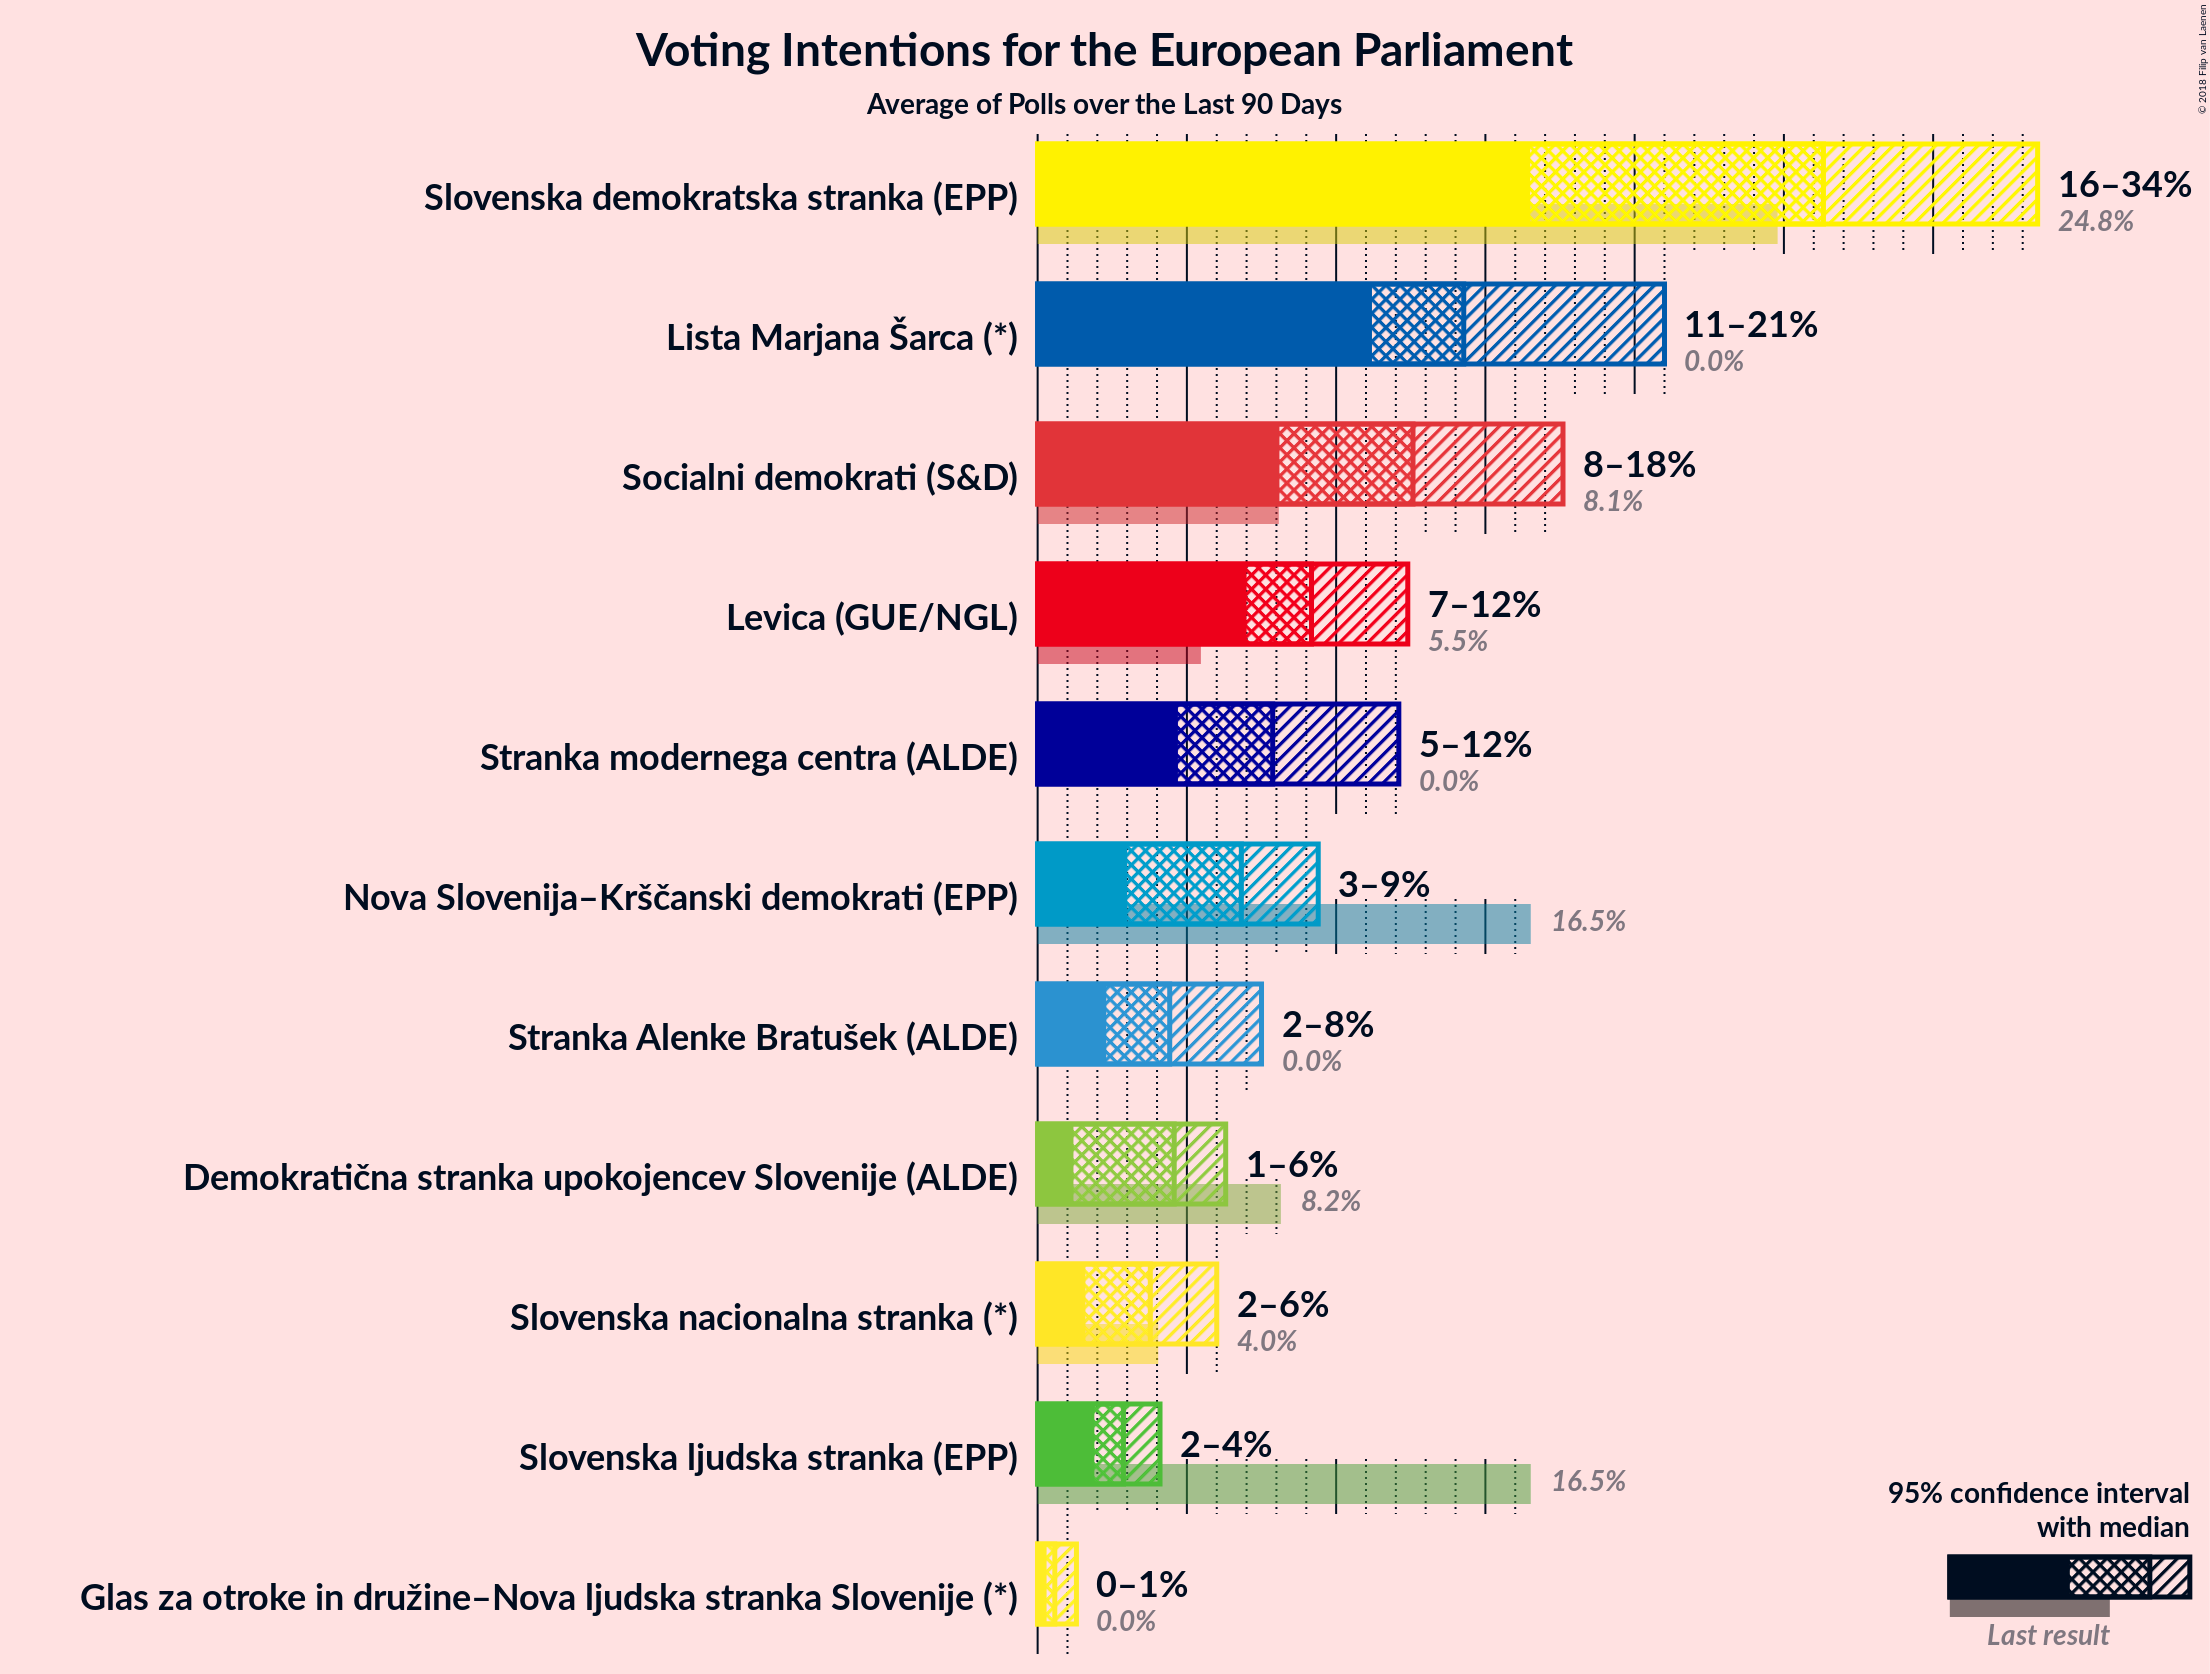 © 2018 Filip van Laenen
Voting Intentions for the European Parliament
Average of Polls over the Last 90 Days
Slovenska demokratska stranka (EPP)
16–34%
24.8%
Lista Marjana Šarca (*)
11–21%
0.0%
Socialni demokrati (S&D)
8–18%
8.1%
Levica (GUE/NGL)
7–12%
5.5%
Stranka modernega centra (ALDE)
5–12%
0.0%
Nova Slovenija–Krščanski demokrati (EPP)
3–9%
16.5%
Stranka Alenke Bratušek (ALDE)
2–8%
0.0%
Demokratična stranka upokojencev Slovenije (ALDE)
1–6%
8.2%
Slovenska nacionalna stranka (*)
2–6%
4.0%
Slovenska ljudska stranka (EPP)
2–4%
16.5%
Glas za otroke in družine–Nova ljudska stranka Slovenije (*)
0–1%
0.0%
95% confidence interval
with median
Last result